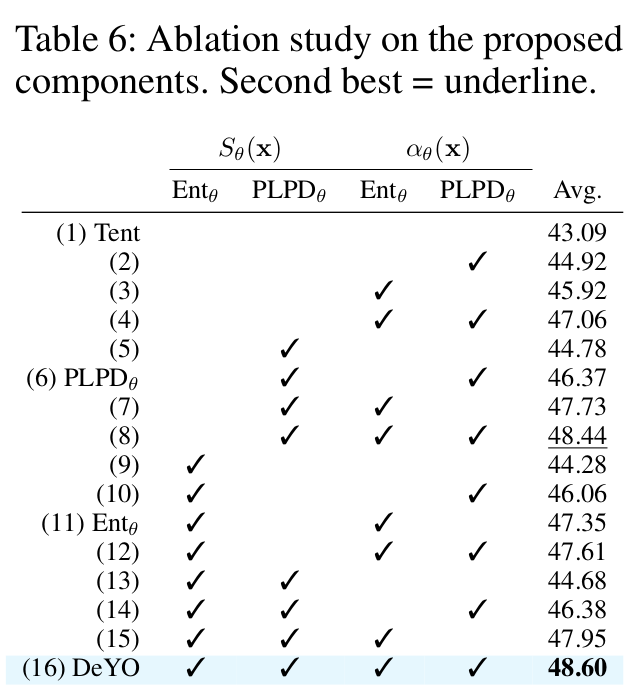 Table 6: Ablation study on the proposed
components. Second best = underline.
Sθ(x) αθ(x)
Entθ PLPDθ Entθ PLPDθ Avg.
(1) Tent 43.09
(2) ✓ 44.92
(3) ✓ 45.92
(4) ✓ ✓ 47.06
(5) ✓ 44.78
(6) PLPDθ ✓ ✓ 46.37
(7) ✓ ✓ 47.73
(8) ✓ ✓ ✓ 48.44
(9) ✓ 44.28
(10) ✓ ✓ 46.06
(11) Entθ ✓ ✓ 47.35
(12) ✓ ✓ ✓ 47.61
(13) ✓ ✓ 44.68
(14) ✓ ✓ ✓ 46.38
(15) ✓ ✓ ✓ 47.95
(16) DeYO ✓ ✓ ✓ ✓ 48.60